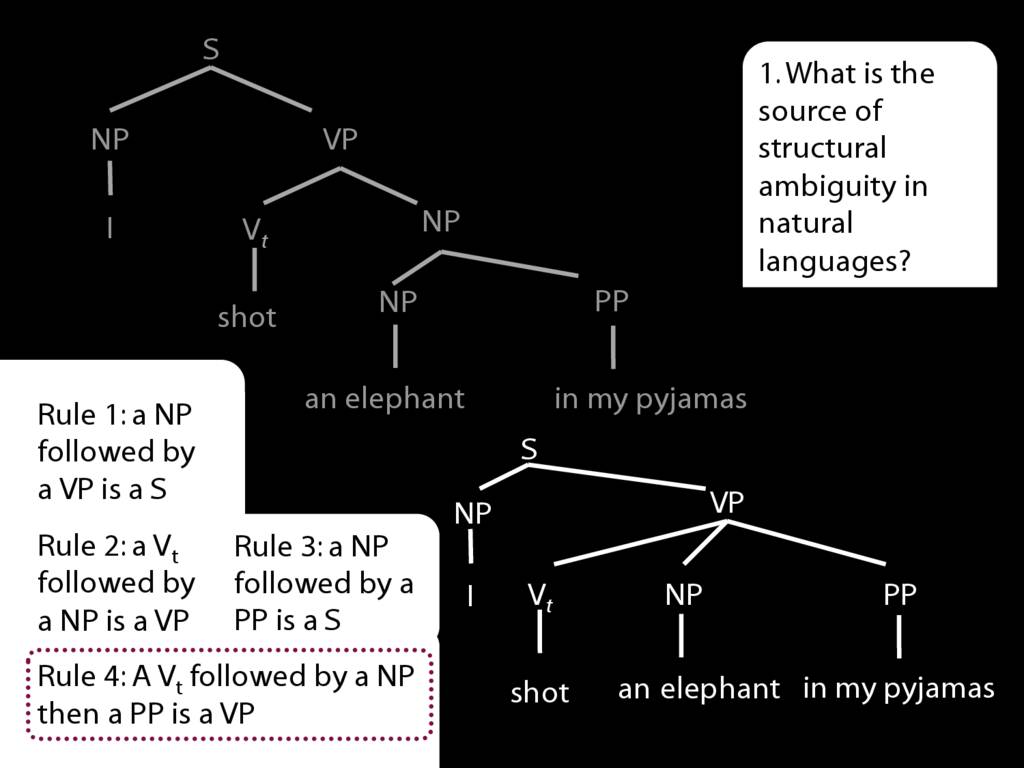 S
NP VP
I V_t NP
shot NP PP
an elephant in my pyjamas
1. What is the
source of
structural
ambiguity in
natural
languages?
Rule 1: a NP
followed by
a VP is a S
Rule 2: a V_t
followed by
a NP is a VP
Rule 3: a NP
followed by a
PP is a S
Rule 4: A V_t followed by a NP
then a PP is a VP
S
NP VP
I V_t NP PP
shot an elephant in my pyjamas